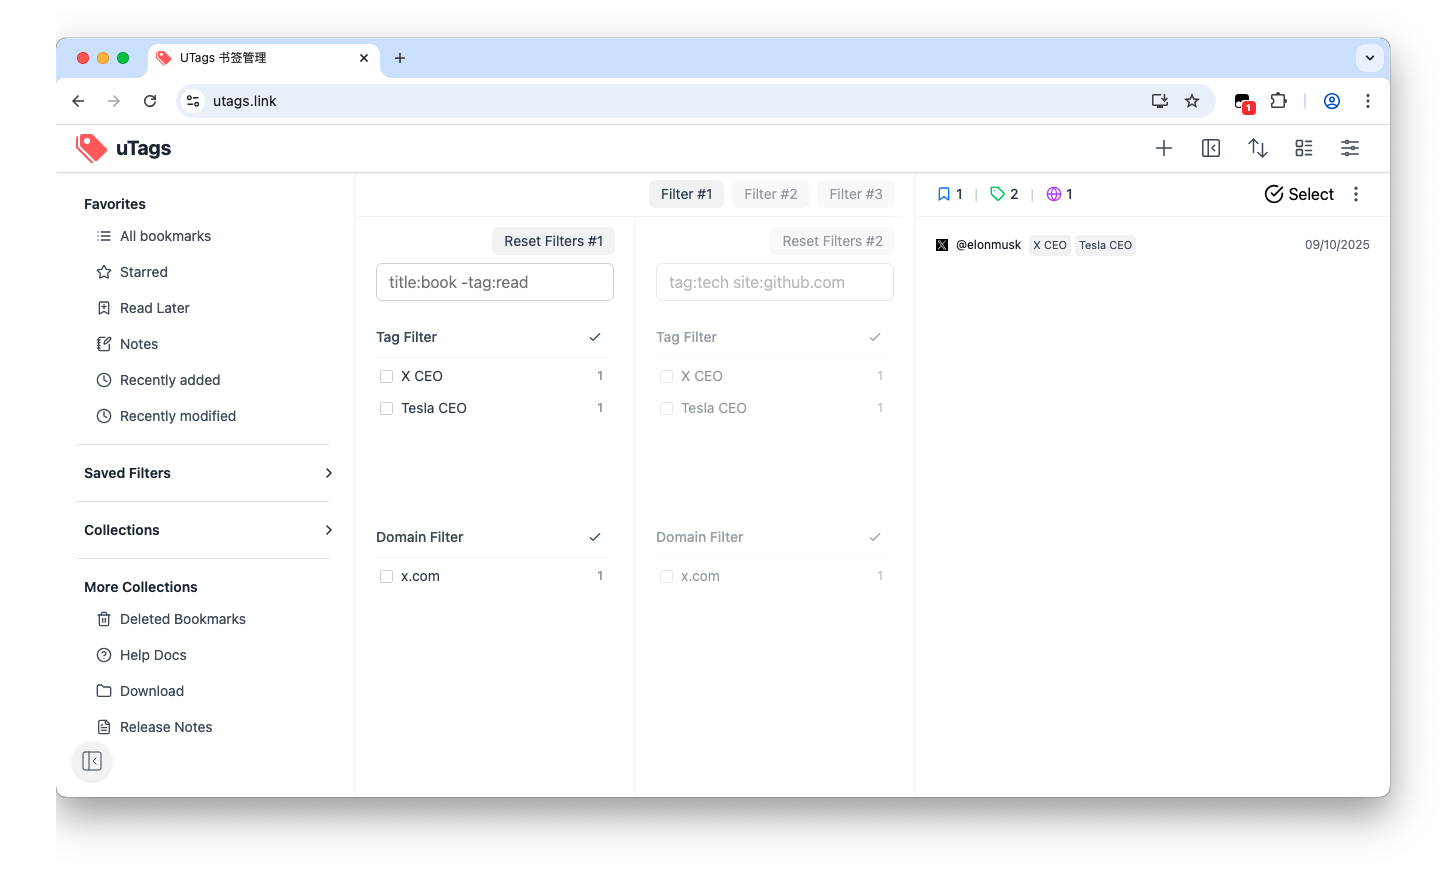 UTags 书签管理
utags.link
1
uTags
Favorites
All bookmarks
Starred
Read Later
Notes
Recently added
Recently modified
Saved Filters
Collections
More Collections
Deleted Bookmarks
Help Docs
Download
Release Notes
Filter #1 Filter #2 Filter #3
Reset Filters #1
title:book -tag:read
Tag Filter
X CEO 1
Tesla CEO 1
Domain Filter
x.com 1
Reset Filters #2
tag:tech site:github.com
Tag Filter
X CEO 1
Tesla CEO 1
Domain Filter
x.com 1
1 | 2 | 1 Select
@elonmusk X CEO Tesla CEO 09/10/2025